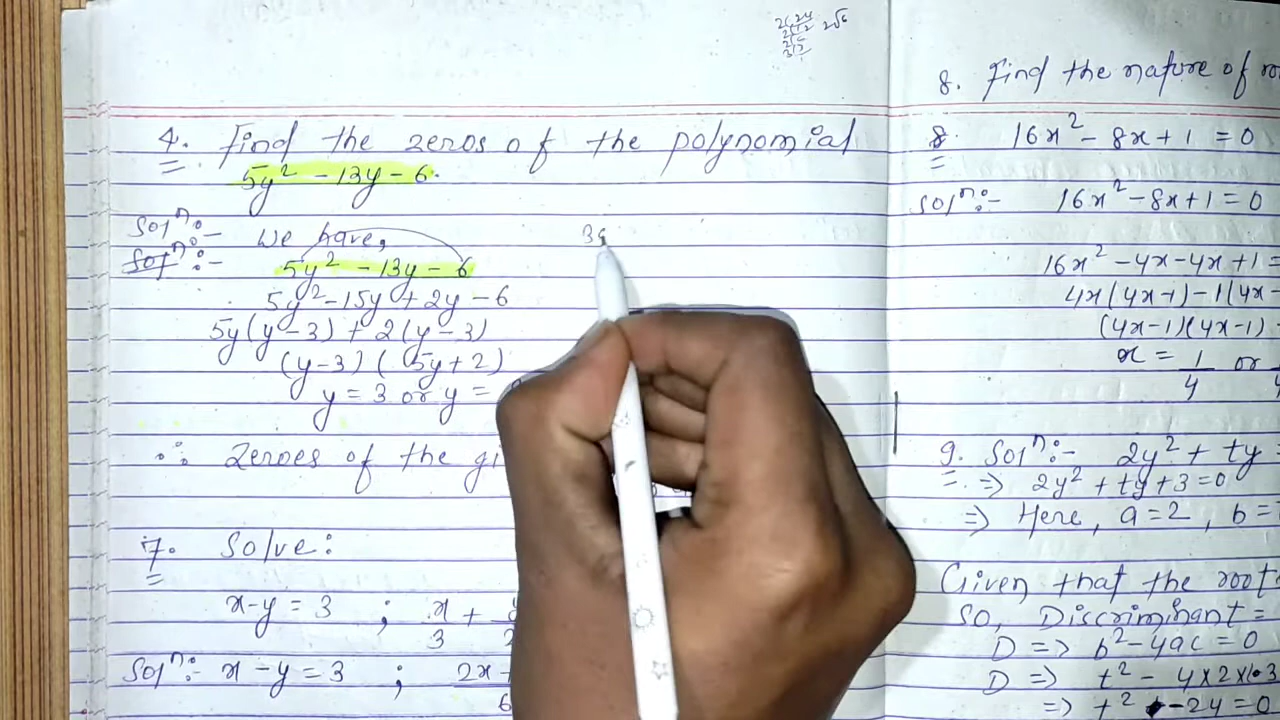 2√6
4. Find the zeros of the polynomial
5y² - 13y - 6.
Solⁿ:- We have,
Solⁿ:-
5y² - 13y - 6
5y² - 15y + 2y - 6
5y(y-3) + 2(y-3)
(y-3) (5y+2)
y = 3 or y =
∴ Zeroes of the gi
7. Solve:
x-y = 3 ; x/3 +
Solⁿ:- x - y = 3 ; 2x
6
8. Find the nature of
8. 16x² - 8x + 1 = 0
Solⁿ:- 16x² - 8x + 1 = 0
16x² - 4x - 4x + 1 =
4x(4x-1) - 1(4x-
(4x-1)(4x-1)
x = 1/4 or
9. Solⁿ:- 2y² + ty
=> 2y² + ty + 3 = 0
=> Here, a = 2, b =
Given that the root
So, Discriminant =
D => b² - 4ac = 0
D => t² - 4×2×3
=> t² - 24 = 0